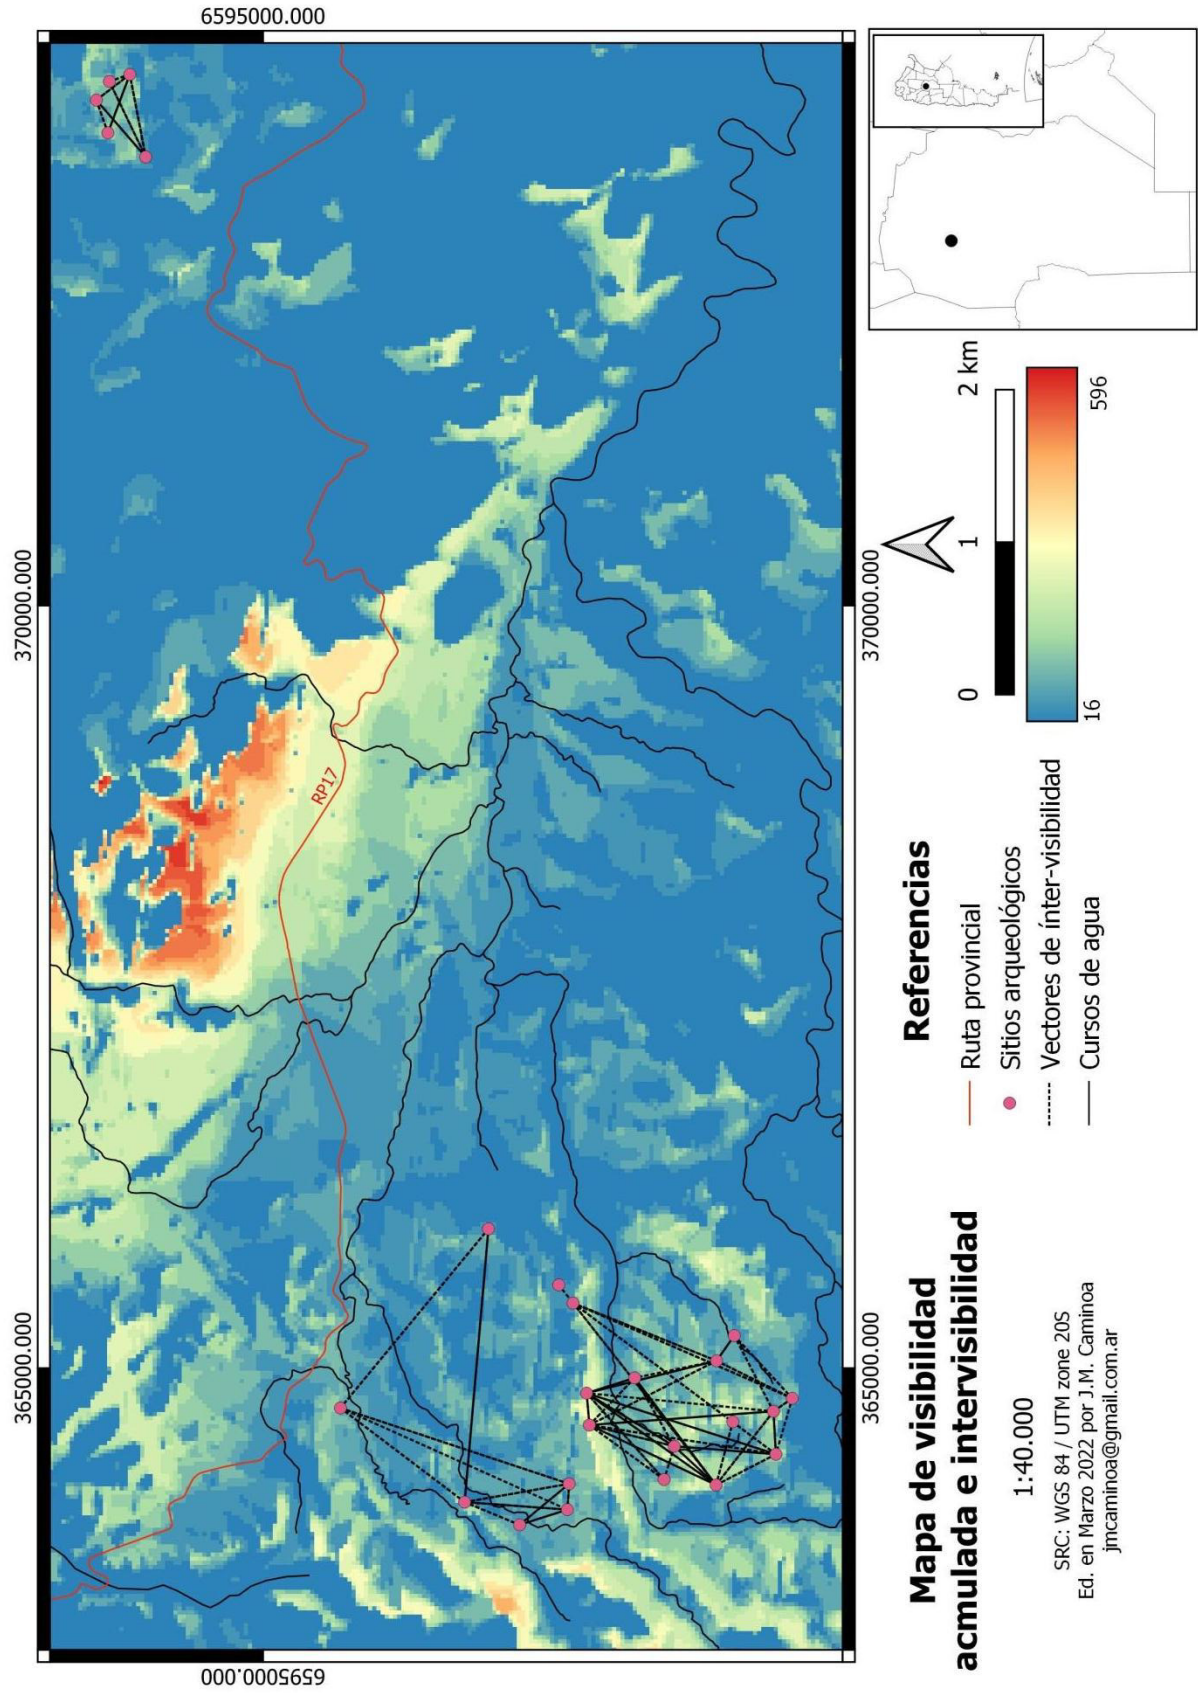 365000.000
370000.000
6595000.000
6595000.000
RP17
365000.000
370000.000
Mapa de visibilidad
acmulada e intervisibilidad
1:40.000
SRC: WGS 84 / UTM zone 20S
Ed. en Marzo 2022 por J.M. Caminoa
jmcaminoa@gmail.com.ar
Referencias
Ruta provincial
Sitios arqueológicos
Vectores de ínter-visibilidad
Cursos de agua
0 1 2 km
16 596